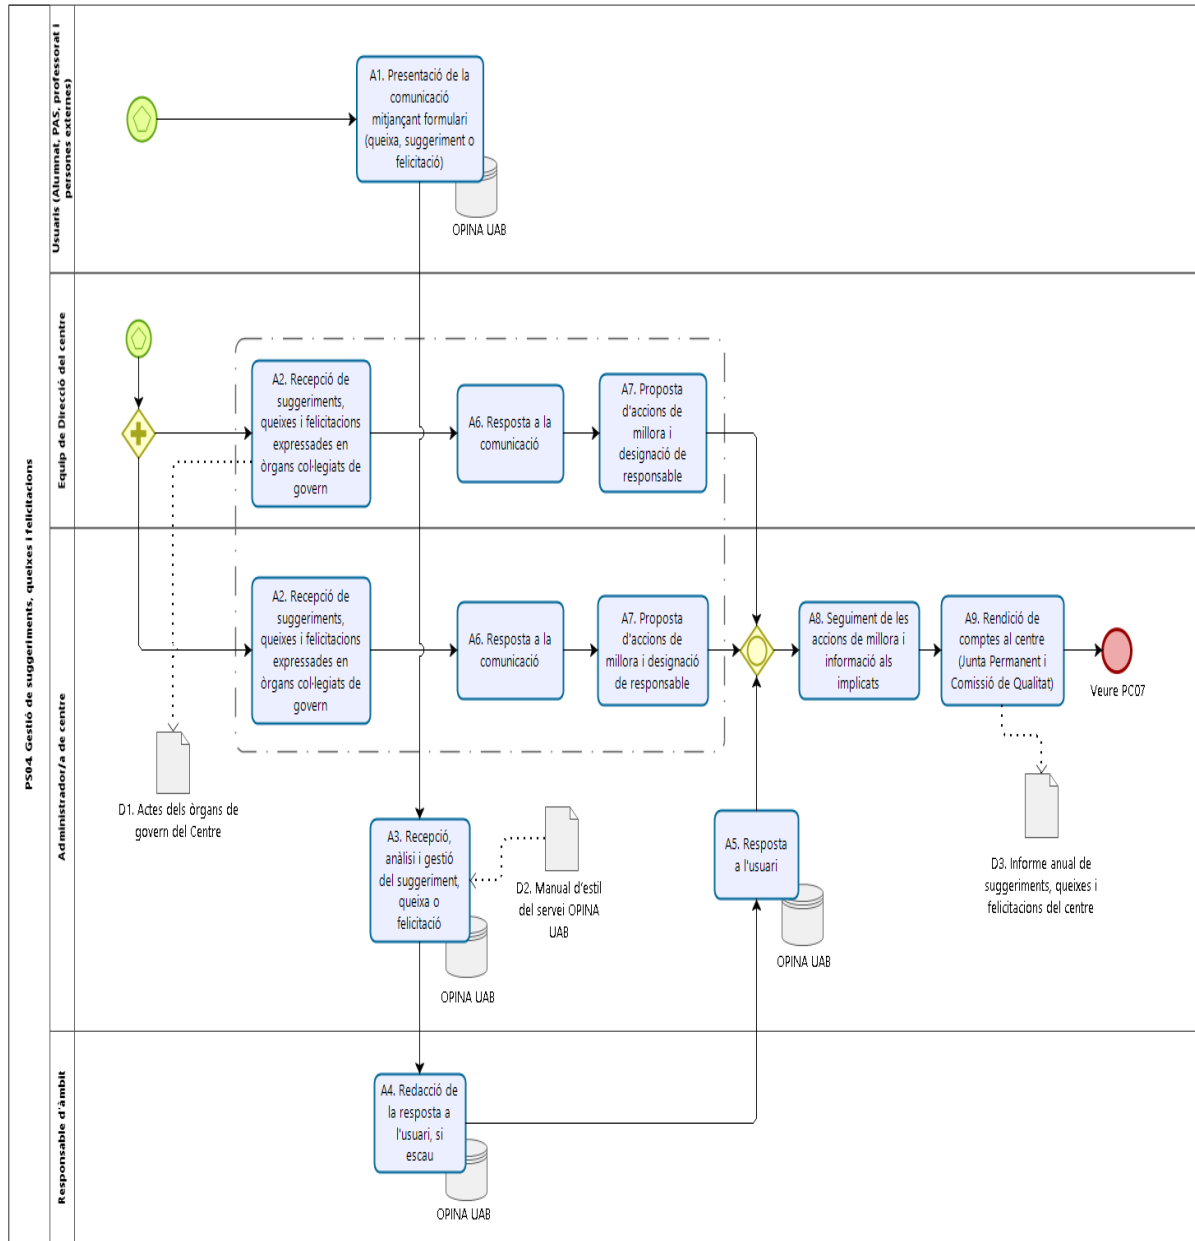 PS04. Gestió de suggeriments, queixes i felicitacions
Usuaris (Alumnat, PAS, professorat i
persones externes)
A1. Presentació de la
comunicació
mitjançant formulari
(queixa, suggeriment o
felicitació)
OPINA UAB
Equip de Direcció del centre
A2. Recepció de
suggeriments,
queixes i felicitacions
expressades en
òrgans col·legiats de
govern
A6. Resposta a la
comunicació
A7. Proposta
d'accions de
millora i
designació de
responsable
Administrador/a de centre
A2. Recepció de
suggeriments,
queixes i felicitacions
expressades en
òrgans col·legiats de
govern
A6. Resposta a la
comunicació
A7. Proposta
d'accions de
millora i designació
de responsable
A8. Seguiment de les
accions de millora i
informació als
implicats
A9. Rendició de
comptes al centre
(Junta Permanent i
Comissió de Qualitat)
Veure PC07
D1. Actes dels òrgans de
govern del Centre
A3. Recepció,
anàlisi i gestió
del suggeriment,
queixa o
felicitació
OPINA UAB
D2. Manual d'estil
del servei OPINA
UAB
A5. Resposta
a l'usuari
OPINA UAB
D3. Informe anual de
suggeriments, queixes i
felicitacions del centre
Responsable d'àmbit
A4. Redacció de
la resposta a
l'usuari, si
escau
OPINA UAB